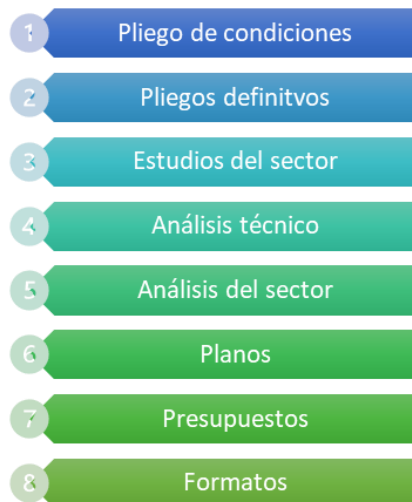 1 Pliego de condiciones
2 Pliegos definitvos
3 Estudios del sector
4 Análisis técnico
5 Análisis del sector
6 Planos
7 Presupuestos
8 Formatos